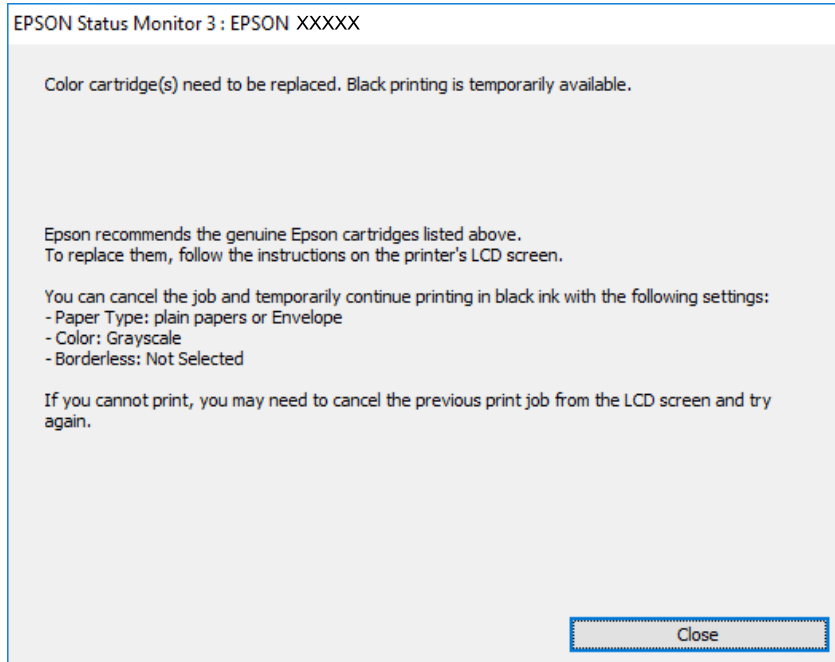 EPSON Status Monitor 3 : EPSON XXXXX
Color cartridge(s) need to be replaced. Black printing is temporarily available.
Epson recommends the genuine Epson cartridges listed above.
To replace them, follow the instructions on the printer's LCD screen.
You can cancel the job and temporarily continue printing in black ink with the following settings:
- Paper Type: plain papers or Envelope
- Color: Grayscale
- Borderless: Not Selected
If you cannot print, you may need to cancel the previous print job from the LCD screen and try
again.
Close